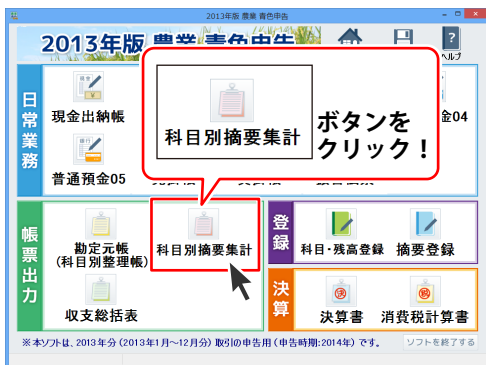 2013年版 農業 青色申告
2013年版 農業 青色申告
ヘルプ
日常業務
現金出納帳
金04
科目別摘要集計
ボタンを
クリック！
普通預金05
帳票出力
勘定元帳
(科目別整理帳)
科目別摘要集計
収支総括表
登録
科目・残高登録
摘要登録
決算
決算書
消費税計算書
※本ソフトは、2013年分(2013年1月～12月分)取引の申告用(申告時期:2014年)です。
ソフトを終了する